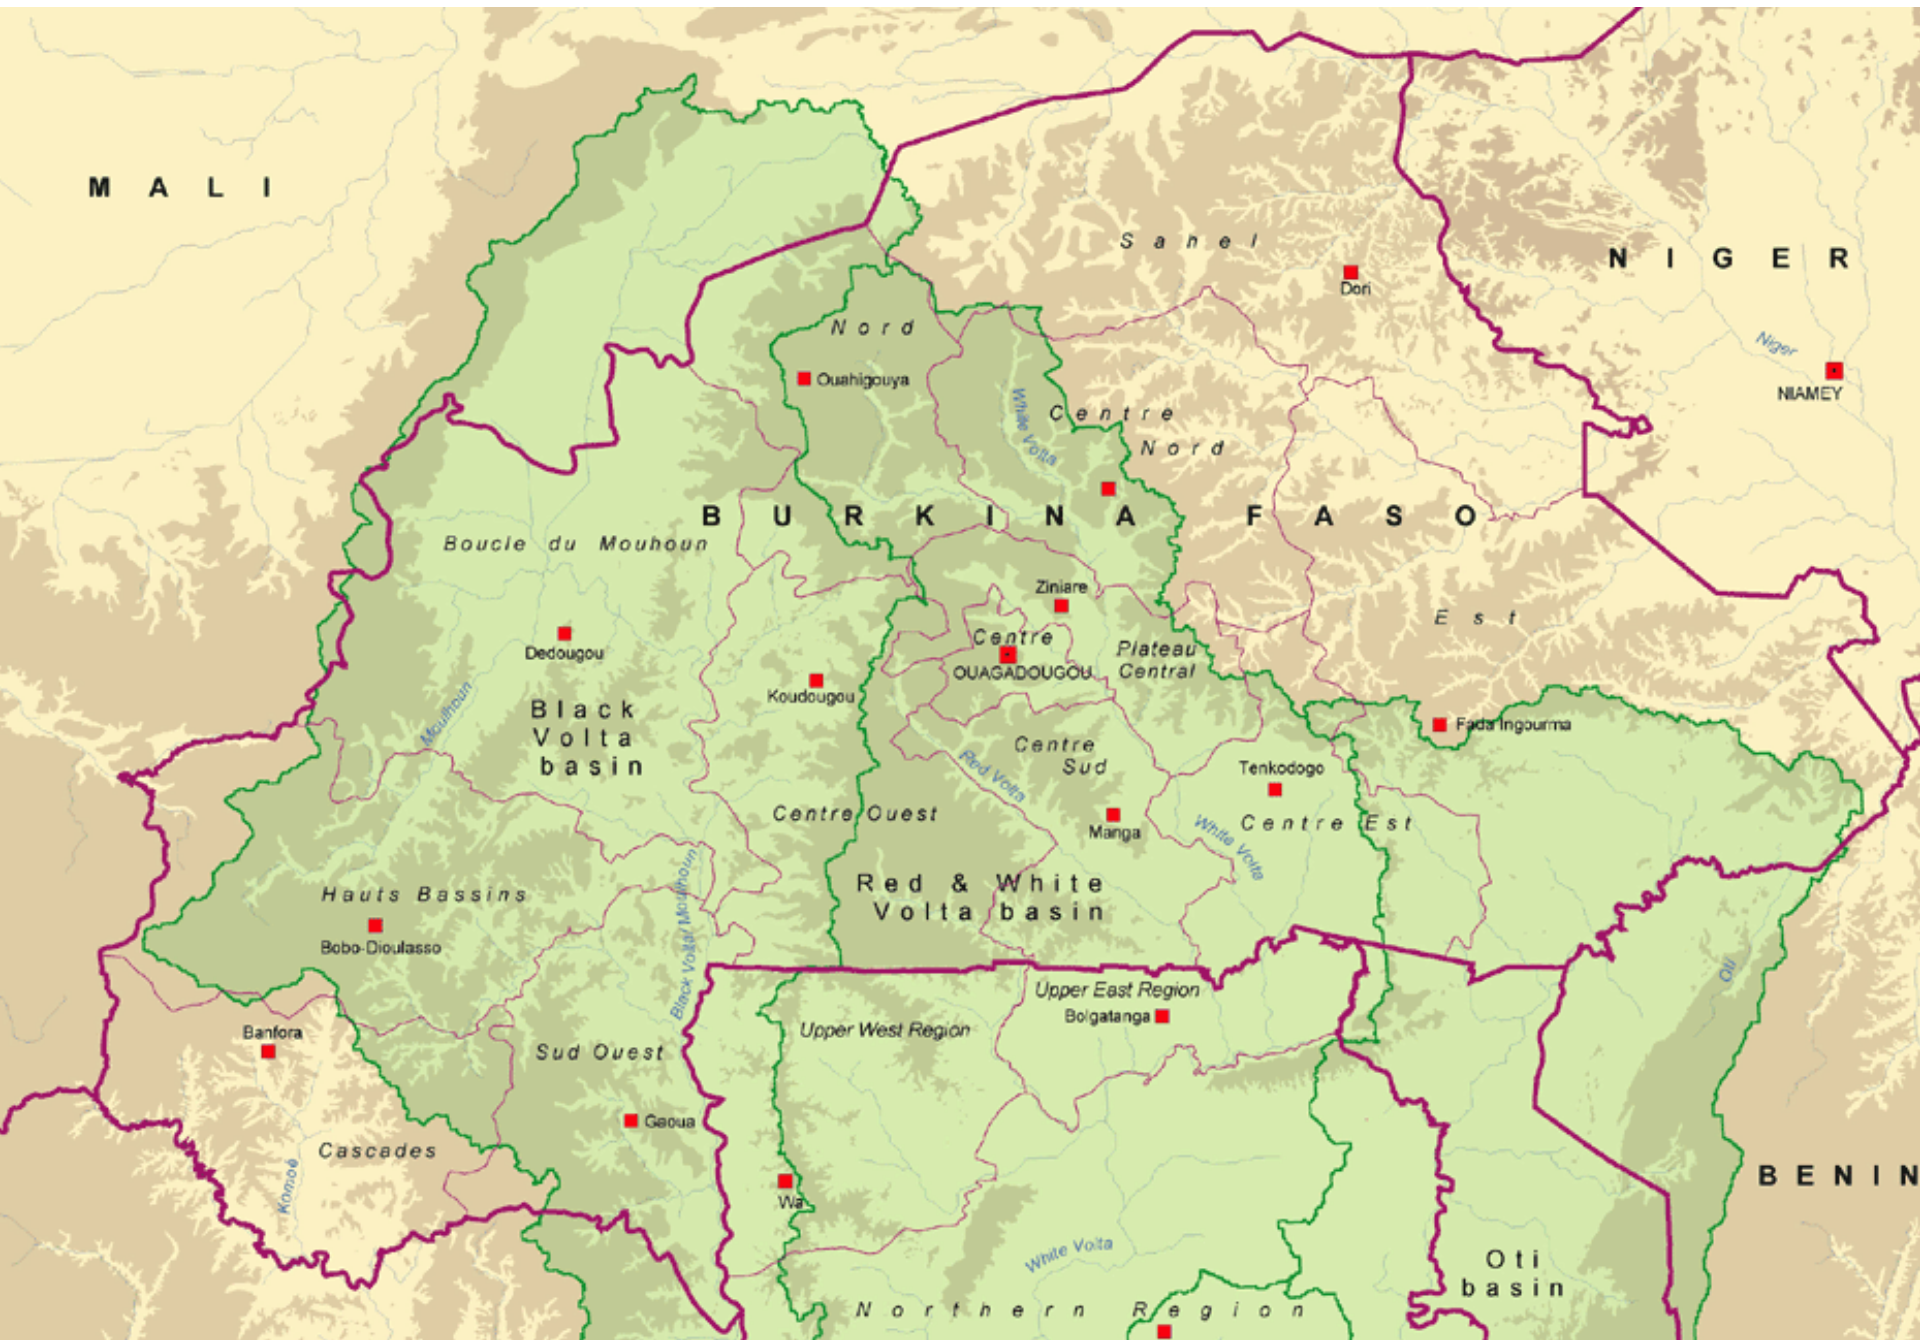 MALI
NIGER
Sahel
Dori
Nord
Ouahigouya
Niger
NIAMEY
White Volta
Centre
Nord
BURKINA FASO
Boucle du Mouhoun
Ziniare
Est
Centre
OUAGADOUGOU
Plateau
Central
Dedougou
Koudougou
Mouhoun
Black
Volta
basin
Fada Ingourma
Centre
Sud
Red Volta
Tenkodogo
Centre Ouest
Manga
White Volta
Centre Est
Red & White
Volta basin
Hauts Bassins
Bobo-Dioulasso
Black Volta/ Mouhoun
Oti
Upper East Region
Bolgatanga
Upper West Region
Banfora
Sud Ouest
Gaoua
Cascades
Komoé
Wa
BENIN
White Volta
Oti
basin
Northern Region